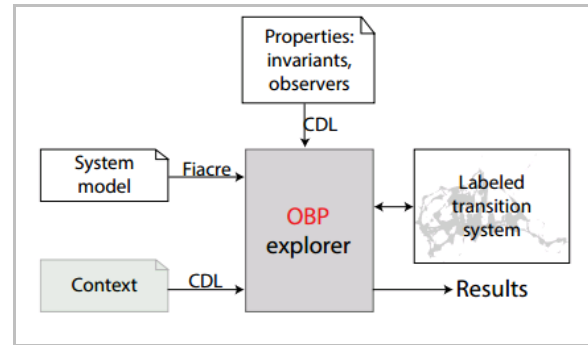 Properties:
invariants,
observers
CDL
System
model
Fiacre
OBP
explorer
Labeled
transition
system
Context
CDL
Results